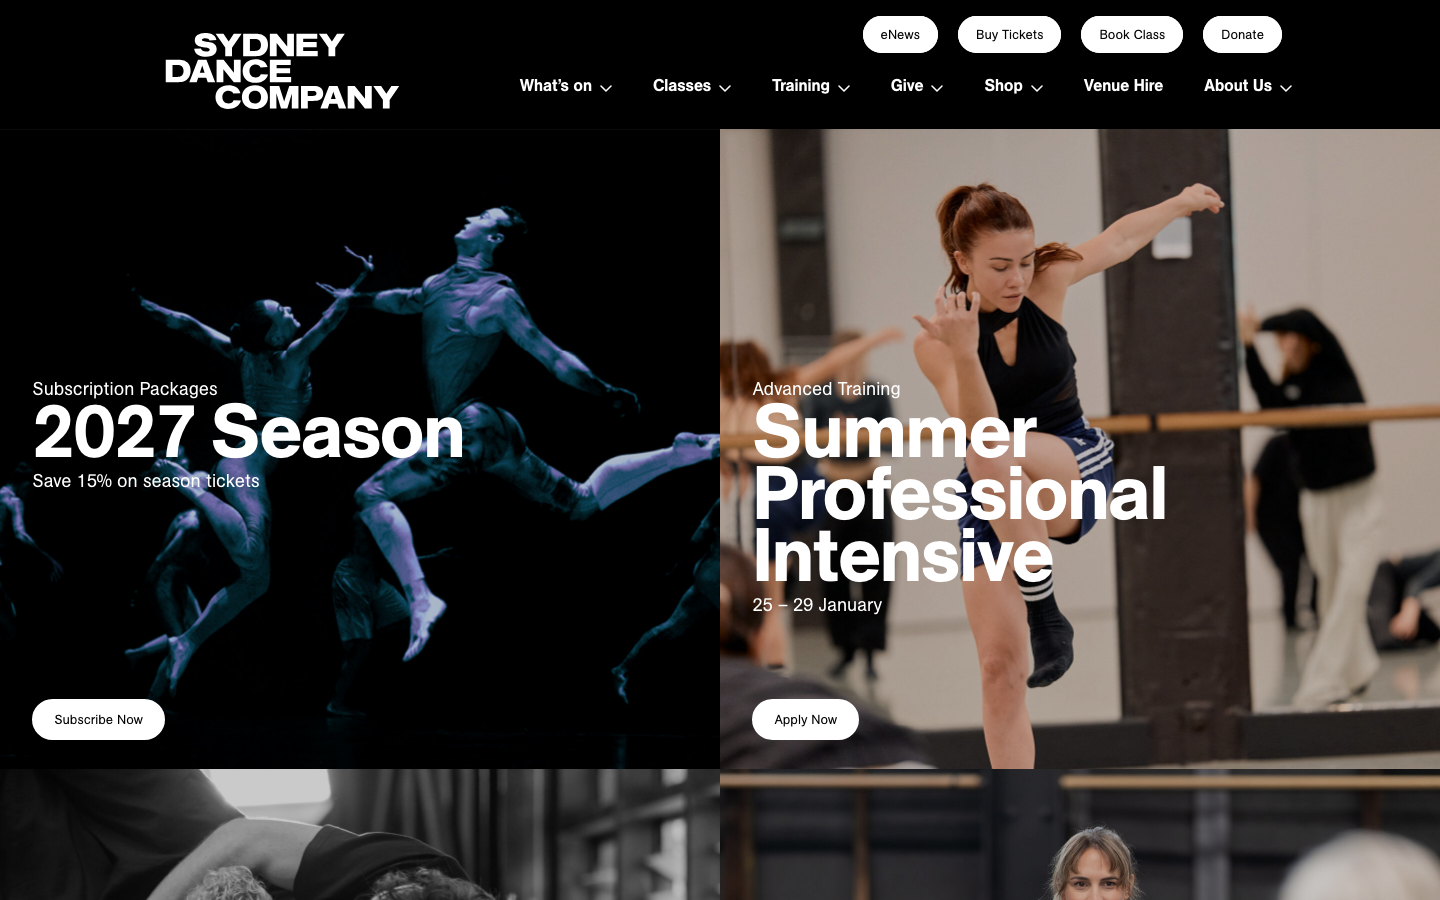 SYDNEY
DANCE
COMPANY
eNews
Buy Tickets
Book Class
Donate
What's on
Classes
Training
Give
Shop
Venue Hire
About Us
Subscription Packages
2027 Season
Save 15% on season tickets
Subscribe Now
Advanced Training
Summer
Professional
Intensive
25 – 29 January
Apply Now